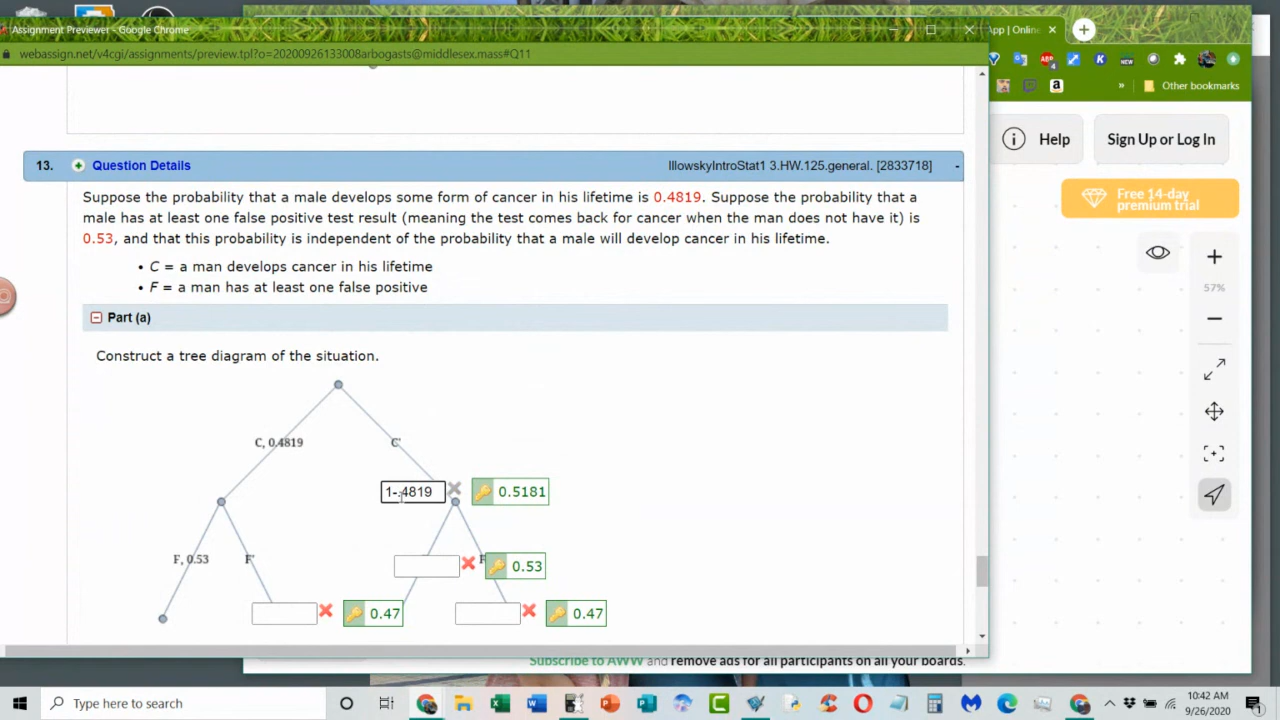 Assignment Previewer - Google Chrome
App | Online
webassign.net/v4cgi/assignments/preview.tpl?o=20200926133008arbogasts@middlesex.mass#Q11
ABP
4
K
NEW
a
»
Other bookmarks
Help
Sign Up or Log In
Free 14-day
premium trial
57%
13.
Question Details
IllowskyIntroStat1 3.HW.125.general. [2833718]
-
Suppose the probability that a male develops some form of cancer in his lifetime is 0.4819. Suppose the probability that a
male has at least one false positive test result (meaning the test comes back for cancer when the man does not have it) is
0.53, and that this probability is independent of the probability that a male will develop cancer in his lifetime.
• C = a man develops cancer in his lifetime
• F = a man has at least one false positive
Part (a)
Construct a tree diagram of the situation.
C, 0.4819
C'
1-.4819
0.5181
F, 0.53
F'
0.53
0.47
0.47
Subscribe to AWW and remove ads for all participants on all your boards.
Type here to search
10:42 AM
9/26/2020